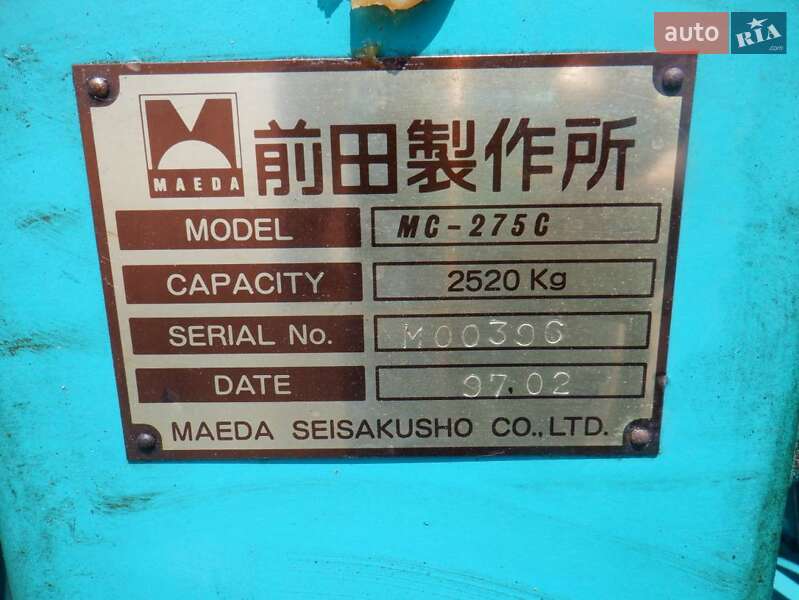 auto RIA.com
MAEDA 前田製作所
MODEL MC-275C
CAPACITY 2520 Kg
SERIAL No. M00396
DATE 97.02
MAEDA SEISAKUSHO CO.,LTD.